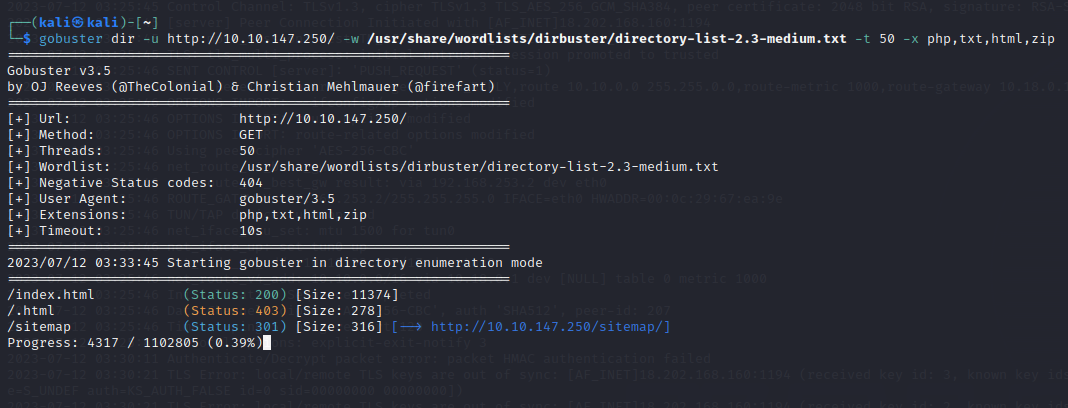 ┌──(kali㉿kali)-[~]
└─$ gobuster dir -u http://10.10.147.250/ -w /usr/share/wordlists/dirbuster/directory-list-2.3-medium.txt -t 50 -x php,txt,html,zip
===============================================================
Gobuster v3.5
by OJ Reeves (@TheColonial) & Christian Mehlmauer (@firefart)
===============================================================
[+] Url:                     http://10.10.147.250/
[+] Method:                  GET
[+] Threads:                 50
[+] Wordlist:                /usr/share/wordlists/dirbuster/directory-list-2.3-medium.txt
[+] Negative Status codes:   404
[+] User Agent:              gobuster/3.5
[+] Extensions:              php,txt,html,zip
[+] Timeout:                 10s
===============================================================
2023/07/12 03:33:45 Starting gobuster in directory enumeration mode
===============================================================
/index.html           (Status: 200) [Size: 11374]
/.html                (Status: 403) [Size: 278]
/sitemap              (Status: 301) [Size: 316] [--> http://10.10.147.250/sitemap/]
Progress: 4317 / 1102805 (0.39%)